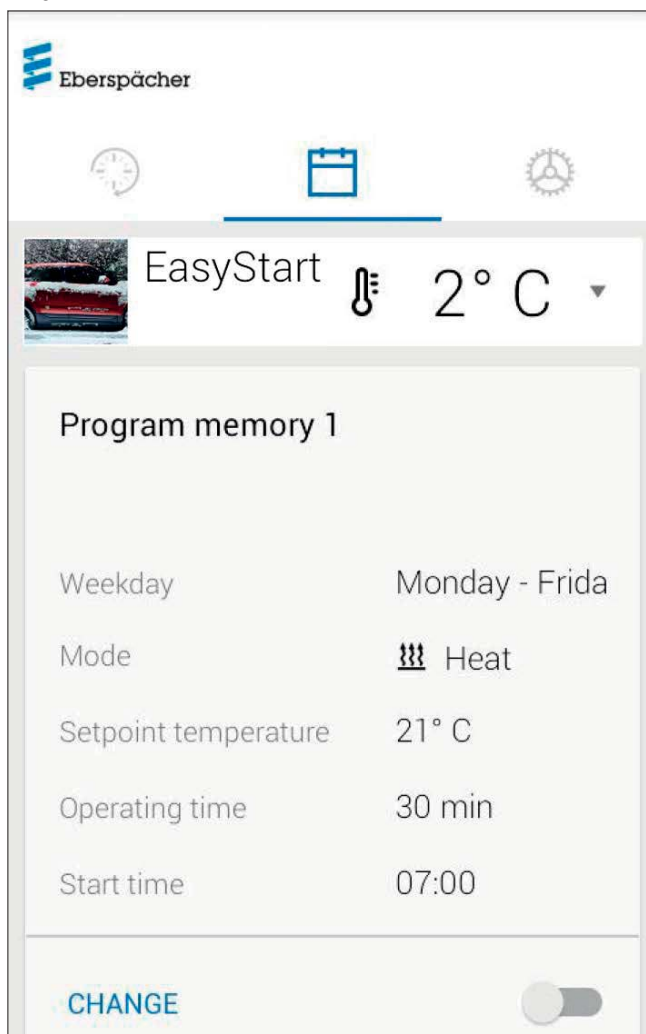 Eberspächer
EasyStart 2° C
Program memory 1
Weekday Monday - Frida
Mode Heat
Setpoint temperature 21° C
Operating time 30 min
Start time 07:00
CHANGE